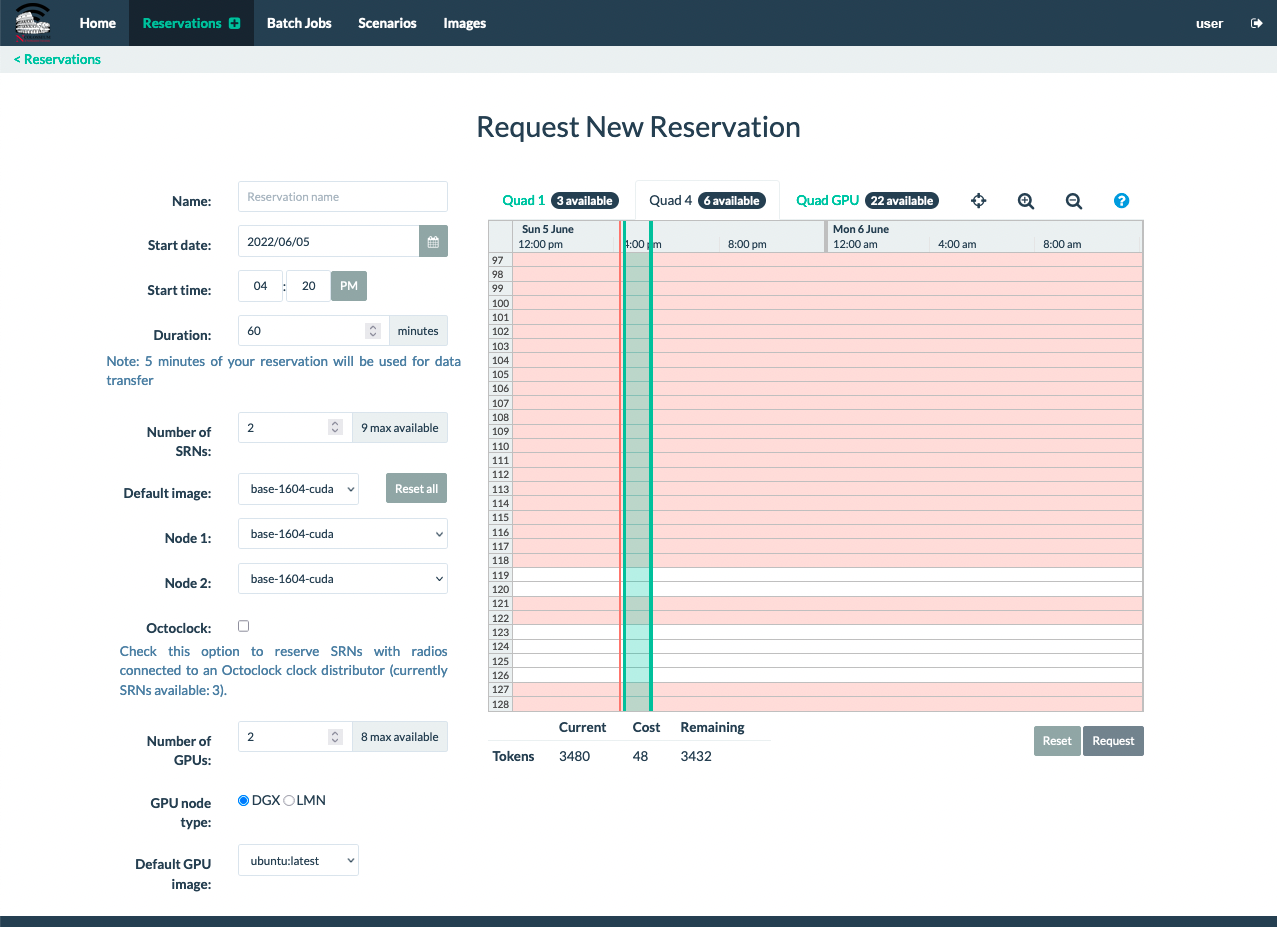 Home Reservations Batch Jobs Scenarios Images user
< Reservations
Request New Reservation
Name: Reservation name
Start date: 2022/06/05
Start time: 04 : 20 PM
Duration: 60 minutes
Note: 5 minutes of your reservation will be used for data
transfer
Number of
SRNs: 2 9 max available
Default image: base-1604-cuda Reset all
Node 1: base-1604-cuda
Node 2: base-1604-cuda
Octoclock:
Check this option to reserve SRNs with radios
connected to an Octoclock clock distributor (currently
SRNs available: 3).
Number of
GPUs: 2 8 max available
GPU node
type: DGX LMN
Default GPU
image: ubuntu:latest
Quad 1 3 available Quad 4 6 available Quad GPU 22 available ?
Sun 5 June Mon 6 June
12:00 pm 4:00 pm 8:00 pm 12:00 am 4:00 am 8:00 am
97
98
99
100
101
102
103
104
105
106
107
108
109
110
111
112
113
114
115
116
117
118
119
120
121
122
123
124
125
126
127
128
Current Cost Remaining
Tokens 3480 48 3432
Reset Request